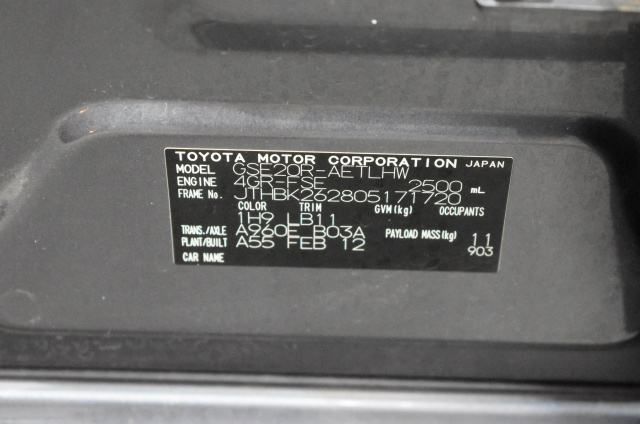 TOYOTA MOTOR CORPORATION JAPAN
MODEL GSE20R-AETLHW
ENGINE 4GR-FSE 2500 mL
FRAME No. JTHBK262805171720
COLOR TRIM GVM(kg) OCCUPANTS
1H9 LB11
TRANS./AXLE A960E B03A PAYLOAD MASS(kg) 11
PLANT/BUILT A55 FEB 12 903
CAR NAME